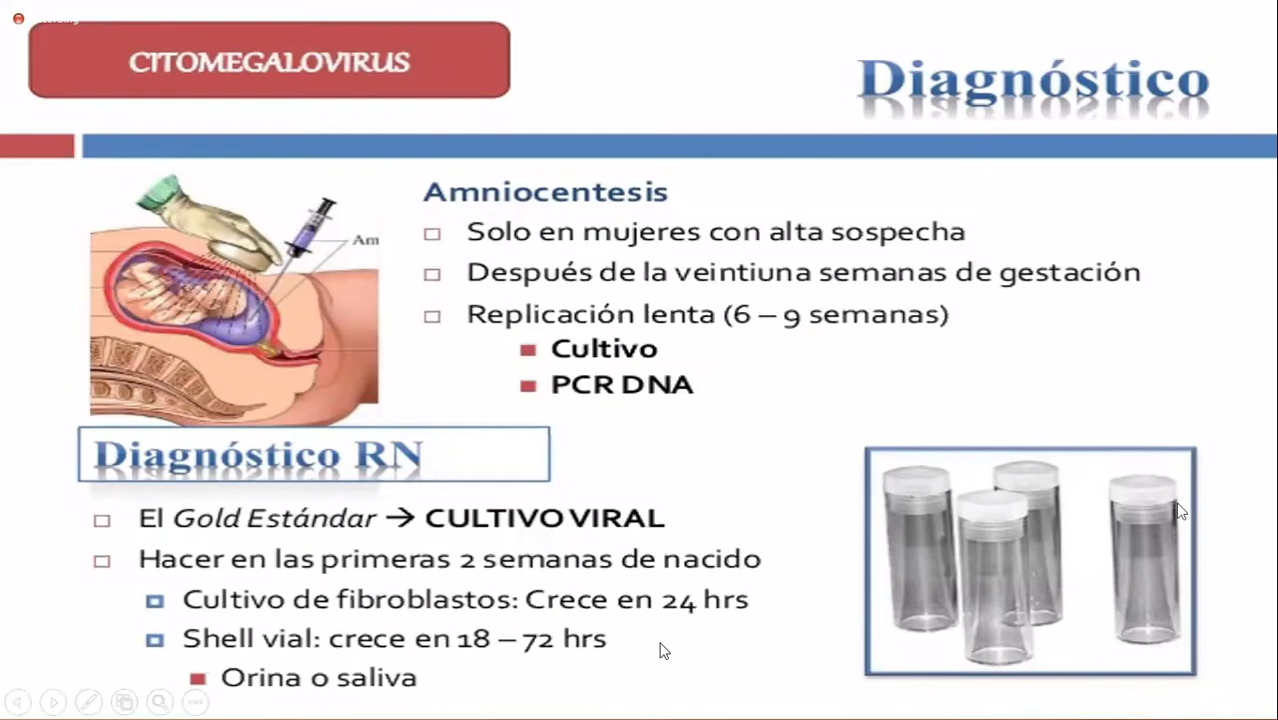 CITOMEGALOVIRUS
Diagnóstico
Amniocentesis
Solo en mujeres con alta sospecha
Después de la veintiuna semanas de gestación
Replicación lenta (6 – 9 semanas)
Cultivo
PCR DNA
Am
Diagnóstico RN
El Gold Estándar → CULTIVO VIRAL
Hacer en las primeras 2 semanas de nacido
Cultivo de fibroblastos: Crece en 24 hrs
Shell vial: crece en 18 – 72 hrs
Orina o saliva